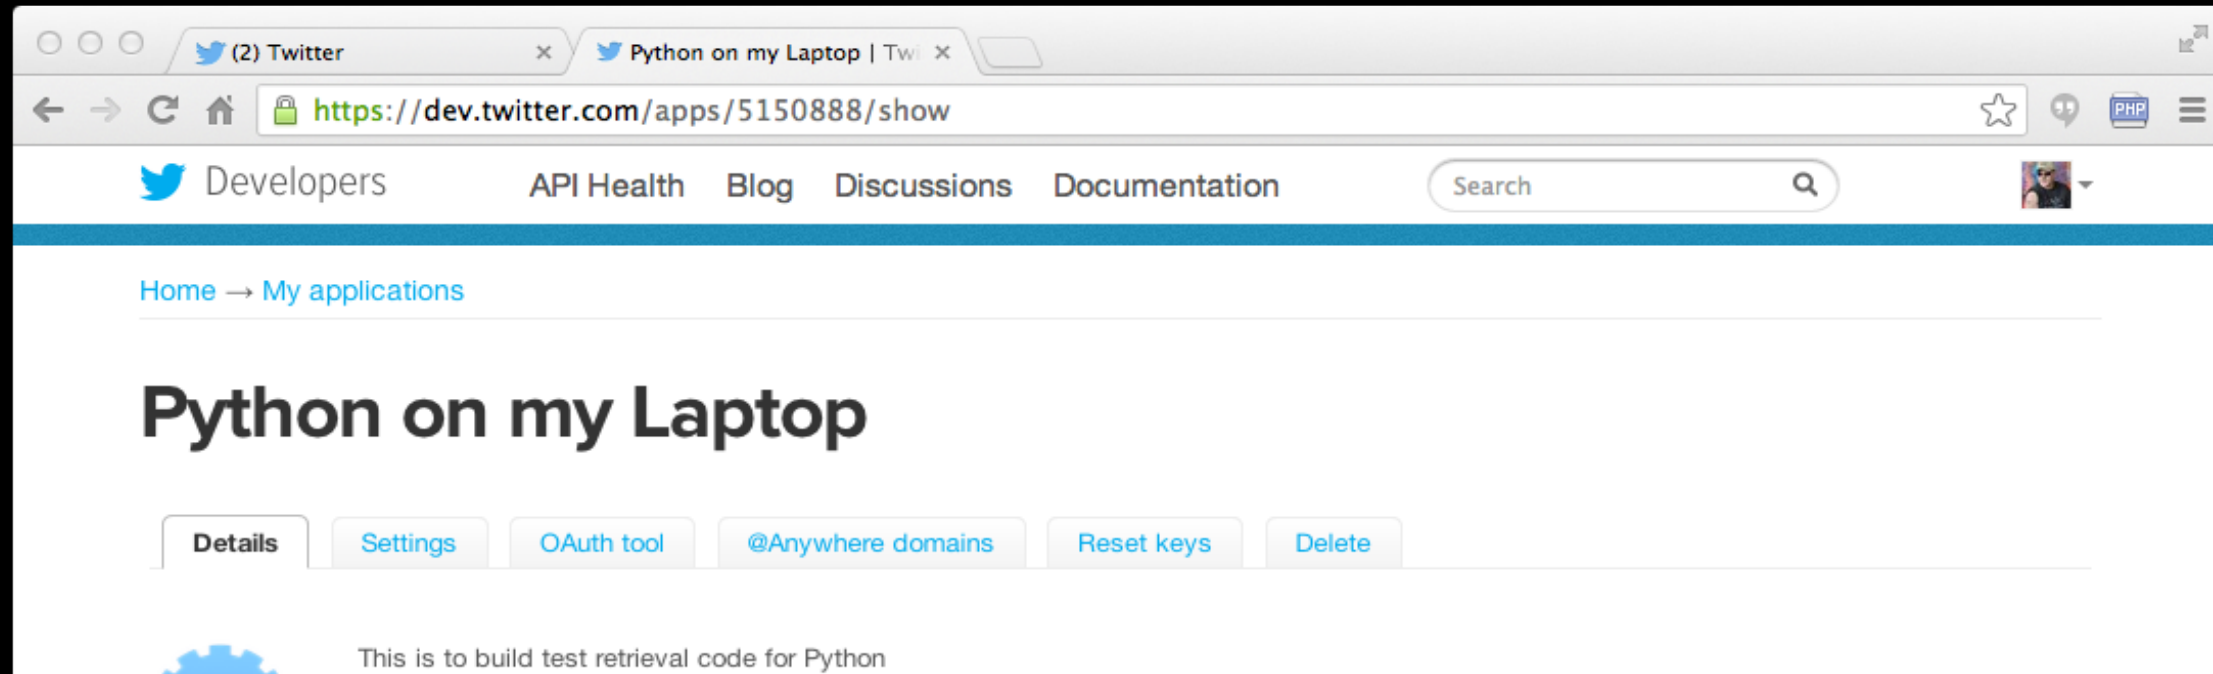 (2) Twitter
Python on my Laptop | Twi
https://dev.twitter.com/apps/5150888/show
PHP
Developers
API Health Blog Discussions Documentation
Search
Home → My applications
Python on my Laptop
Details Settings OAuth tool @Anywhere domains Reset keys Delete
This is to build test retrieval code for Python